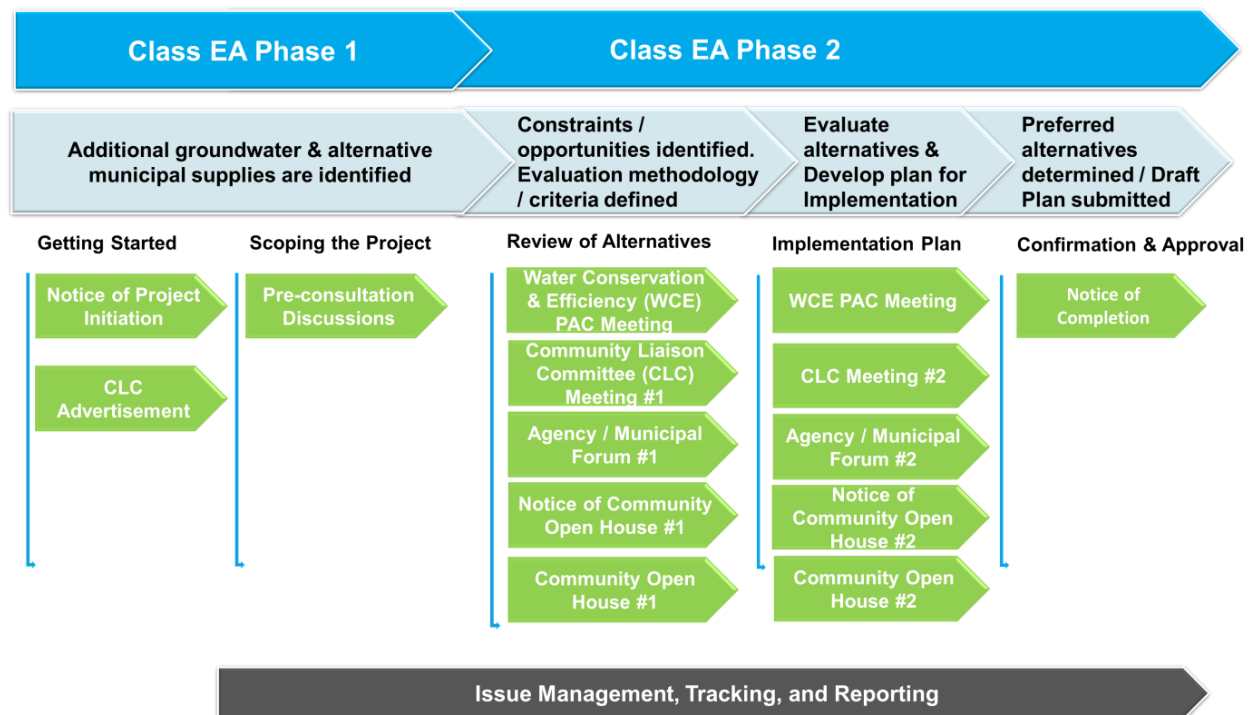 Class EA Phase 1
Class EA Phase 2
Additional groundwater & alternative
municipal supplies are identified
Constraints /
opportunities identified.
Evaluation methodology
/ criteria defined
Evaluate
alternatives &
Develop plan for
Implementation
Preferred
alternatives
determined / Draft
Plan submitted
Getting Started
Notice of Project
Initiation
CLC
Advertisement
Scoping the Project
Pre-consultation
Discussions
Review of Alternatives
Water Conservation
& Efficiency (WCE)
PAC Meeting
Community Liaison
Committee (CLC)
Meeting #1
Agency / Municipal
Forum #1
Notice of Community
Open House #1
Community Open
House #1
Implementation Plan
WCE PAC Meeting
CLC Meeting #2
Agency / Municipal
Forum #2
Notice of
Community Open
House #2
Community Open
House #2
Confirmation & Approval
Notice of
Completion
Issue Management, Tracking, and Reporting